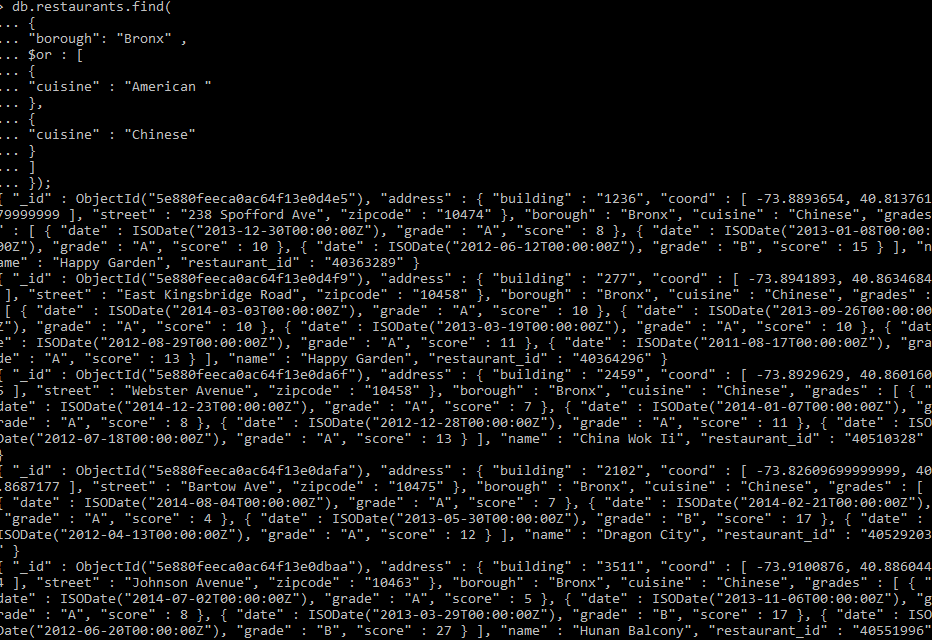 > db.restaurants.find(
... {
... "borough": "Bronx" ,
... $or : [
... {
... "cuisine" : "American "
... },
... {
... "cuisine" : "Chinese"
... }
... ]
... });
{ "_id" : ObjectId("5e880feeca0ac64f13e0d4e5"), "address" : { "building" : "1236", "coord" : [ -73.8893654, 40.813761
79999999 ], "street" : "238 Spofford Ave", "zipcode" : "10474" }, "borough" : "Bronx", "cuisine" : "Chinese", "grades
" : [ { "date" : ISODate("2013-12-30T00:00:00Z"), "grade" : "A", "score" : 8 }, { "date" : ISODate("2013-01-08T00:00:
00Z"), "grade" : "A", "score" : 10 }, { "date" : ISODate("2012-06-12T00:00:00Z"), "grade" : "B", "score" : 15 } ], "n
ame" : "Happy Garden", "restaurant_id" : "40363289" }
{ "_id" : ObjectId("5e880feeca0ac64f13e0d4f9"), "address" : { "building" : "277", "coord" : [ -73.8941893, 40.8634684
 ], "street" : "East Kingsbridge Road", "zipcode" : "10458" }, "borough" : "Bronx", "cuisine" : "Chinese", "grades" :
[ { "date" : ISODate("2014-03-03T00:00:00Z"), "grade" : "A", "score" : 10 }, { "date" : ISODate("2013-09-26T00:00:00
Z"), "grade" : "A", "score" : 10 }, { "date" : ISODate("2013-03-19T00:00:00Z"), "grade" : "A", "score" : 10 }, { "dat
e" : ISODate("2012-08-29T00:00:00Z"), "grade" : "A", "score" : 11 }, { "date" : ISODate("2011-08-17T00:00:00Z"), "gra
de" : "A", "score" : 13 } ], "name" : "Happy Garden", "restaurant_id" : "40364296" }
{ "_id" : ObjectId("5e880feeca0ac64f13e0da6f"), "address" : { "building" : "2459", "coord" : [ -73.8929629, 40.860160
5 ], "street" : "Webster Avenue", "zipcode" : "10458" }, "borough" : "Bronx", "cuisine" : "Chinese", "grades" : [ { "
date" : ISODate("2014-12-23T00:00:00Z"), "grade" : "A", "score" : 7 }, { "date" : ISODate("2014-01-07T00:00:00Z"), "g
rade" : "A", "score" : 8 }, { "date" : ISODate("2012-12-28T00:00:00Z"), "grade" : "A", "score" : 11 }, { "date" : ISO
Date("2012-07-18T00:00:00Z"), "grade" : "A", "score" : 13 } ], "name" : "China Wok Ii", "restaurant_id" : "40510328"
}
{ "_id" : ObjectId("5e880feeca0ac64f13e0dafa"), "address" : { "building" : "2102", "coord" : [ -73.82609699999999, 40
.8687177 ], "street" : "Bartow Ave", "zipcode" : "10475" }, "borough" : "Bronx", "cuisine" : "Chinese", "grades" : [
{ "date" : ISODate("2014-08-04T00:00:00Z"), "grade" : "A", "score" : 7 }, { "date" : ISODate("2014-02-21T00:00:00Z"),
"grade" : "A", "score" : 4 }, { "date" : ISODate("2013-05-30T00:00:00Z"), "grade" : "B", "score" : 17 }, { "date" :
ISODate("2012-04-13T00:00:00Z"), "grade" : "A", "score" : 12 } ], "name" : "Dragon City", "restaurant_id" : "40529203
" }
{ "_id" : ObjectId("5e880feeca0ac64f13e0dbaa"), "address" : { "building" : "3511", "coord" : [ -73.9100876, 40.886044
4 ], "street" : "Johnson Avenue", "zipcode" : "10463" }, "borough" : "Bronx", "cuisine" : "Chinese", "grades" : [ { "
date" : ISODate("2014-07-02T00:00:00Z"), "grade" : "A", "score" : 5 }, { "date" : ISODate("2013-11-06T00:00:00Z"), "g
rade" : "A", "score" : 8 }, { "date" : ISODate("2013-03-29T00:00:00Z"), "grade" : "B", "score" : 17 }, { "date" : ISO
Date("2012-06-20T00:00:00Z"), "grade" : "B", "score" : 27 } ], "name" : "Hunan Balcony", "restaurant_id" : "40551996"